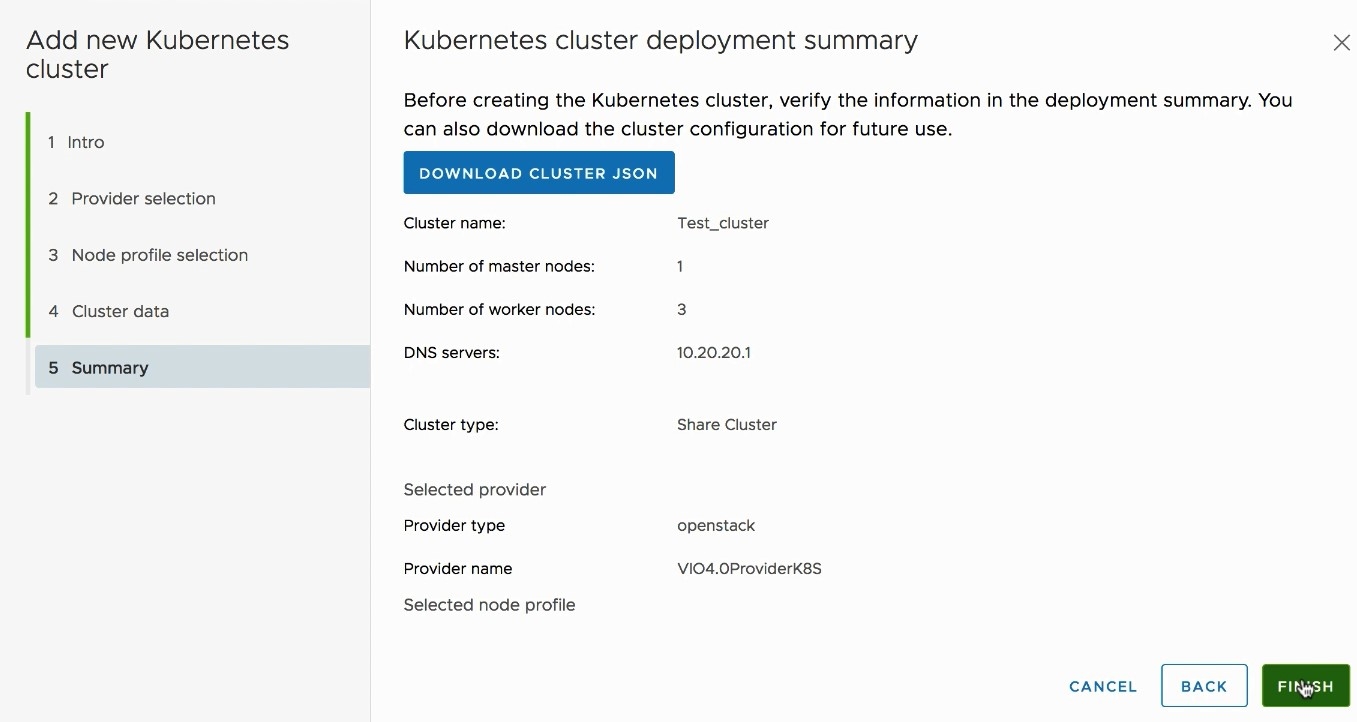 Add new Kubernetes
cluster
1 Intro
2 Provider selection
3 Node profile selection
4 Cluster data
5 Summary
Kubernetes cluster deployment summary
Before creating the Kubernetes cluster, verify the information in the deployment summary. You
can also download the cluster configuration for future use.
DOWNLOAD CLUSTER JSON
Cluster name: Test_cluster
Number of master nodes: 1
Number of worker nodes: 3
DNS servers: 10.20.20.1
Cluster type: Share Cluster
Selected provider
Provider type openstack
Provider name VIO4.0ProviderK8S
Selected node profile
CANCEL BACK FINISH